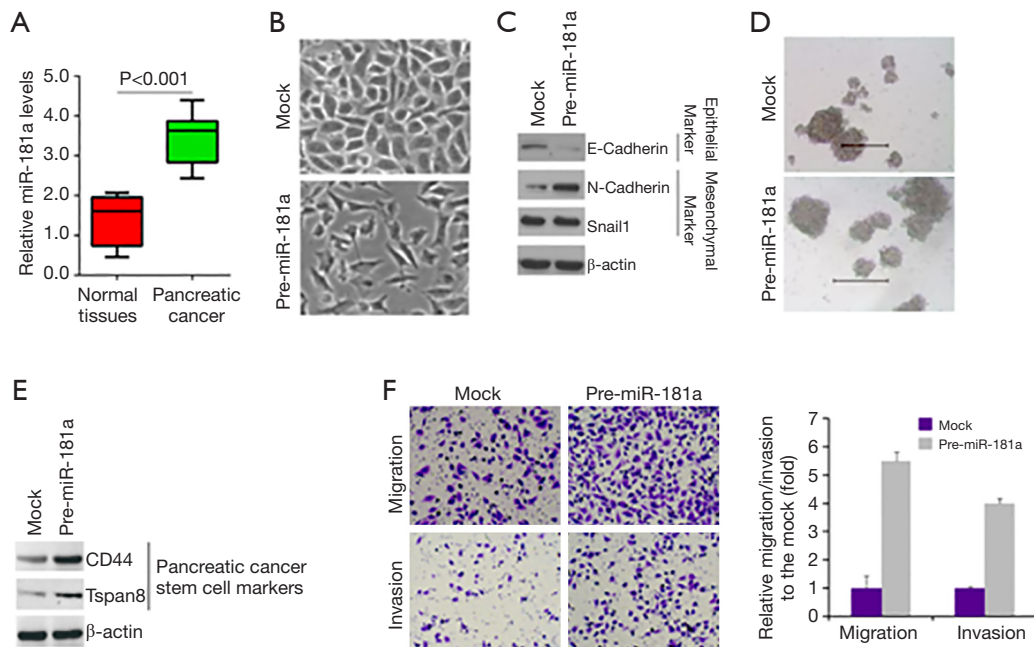 A
Relative miR-181a levels
5.0
4.0
3.0
2.0
1.0
0.0
P<0.001
Normal
tissues
Pancreatic
cancer
B
Mock
Pre-miR-181a
C
Mock
Pre-miR-181a
E-Cadherin
N-Cadherin
Snail1
β-actin
Epithelial
Marker
Mesenchymal
Marker
D
Mock
Pre-miR-181a
E
Mock
Pre-miR-181a
CD44
Tspan8
β-actin
Pancreatic cancer
stem cell markers
F
Mock
Pre-miR-181a
Migration
Invasion
Relative migration/invasion
to the mock (fold)
7
6
5
4
3
2
1
0
Mock
Pre-miR-181a
Migration
Invasion